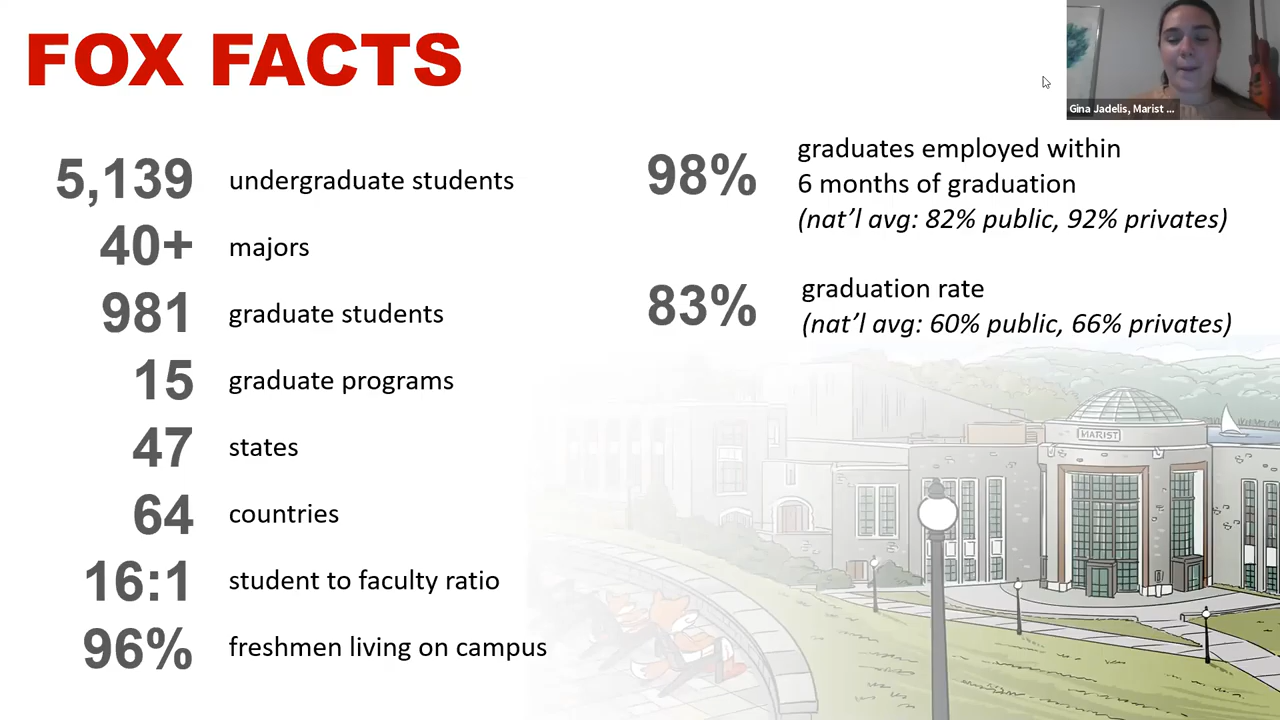 FOX FACTS
Gina Jadelis, Marist ...
5,139 undergraduate students
40+ majors
981 graduate students
15 graduate programs
47 states
64 countries
16:1 student to faculty ratio
96% freshmen living on campus
98% graduates employed within
6 months of graduation
(nat’l avg: 82% public, 92% privates)
83% graduation rate
(nat’l avg: 60% public, 66% privates)
MARIST